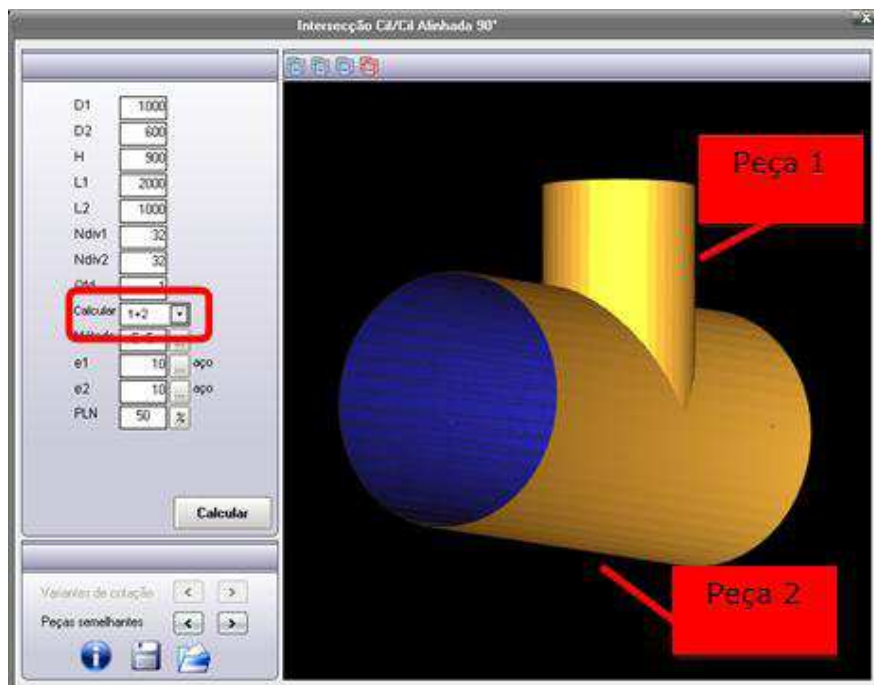 Intersecção Cil/Cil Alinhada 90°
D1 1000
D2 600
H 900
L1 2000
L2 1000
Ndiv1 32
Ndiv2 32
1
Calcular 1+2
e1 10 ... aço
e2 10 ... aço
PLN 50 %
Calcular
Variantes de cotação < >
Peças semelhantes < >
Peça 1
Peça 2